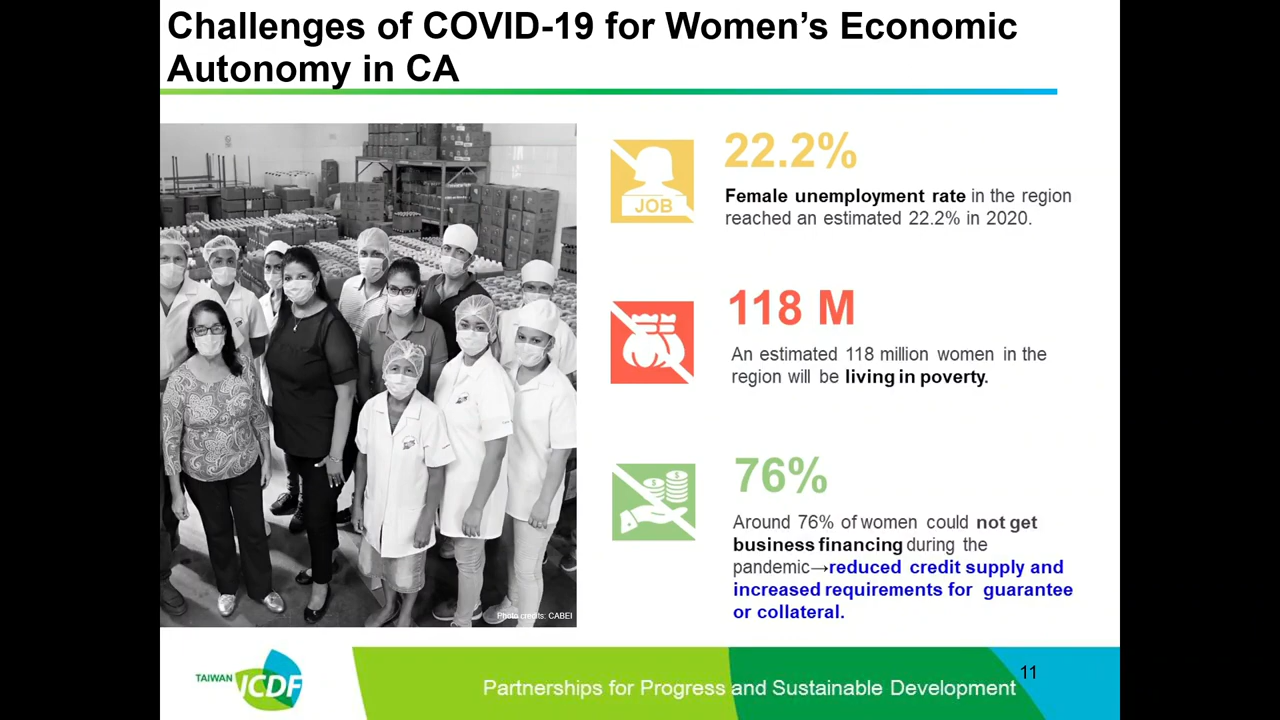 Challenges of COVID-19 for Women’s Economic
Autonomy in CA
22.2%
JOB
Female unemployment rate in the region
reached an estimated 22.2% in 2020.
118 M
An estimated 118 million women in the
region will be living in poverty.
76%
$ $
Around 76% of women could not get
business financing during the
pandemic→reduced credit supply and
increased requirements for guarantee
or collateral.
Photo credits: CABEI
TAIWAN
ICDF
Partnerships for Progress and Sustainable Development
11